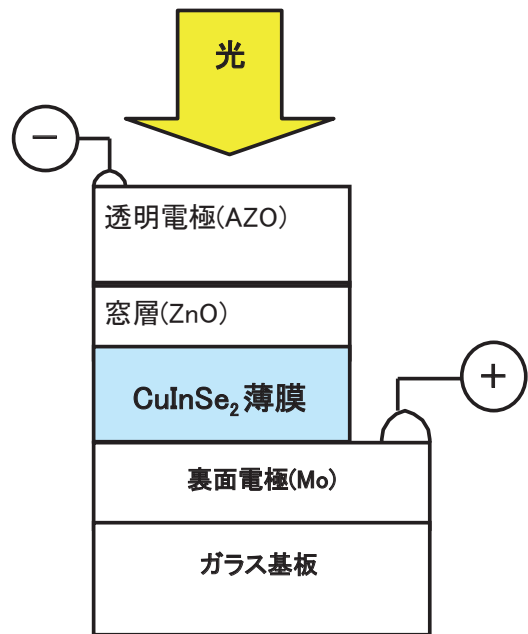 光
−
透明電極(AZO)
窓層(ZnO)
CuInSe₂薄膜
+
裏面電極(Mo)
ガラス基板